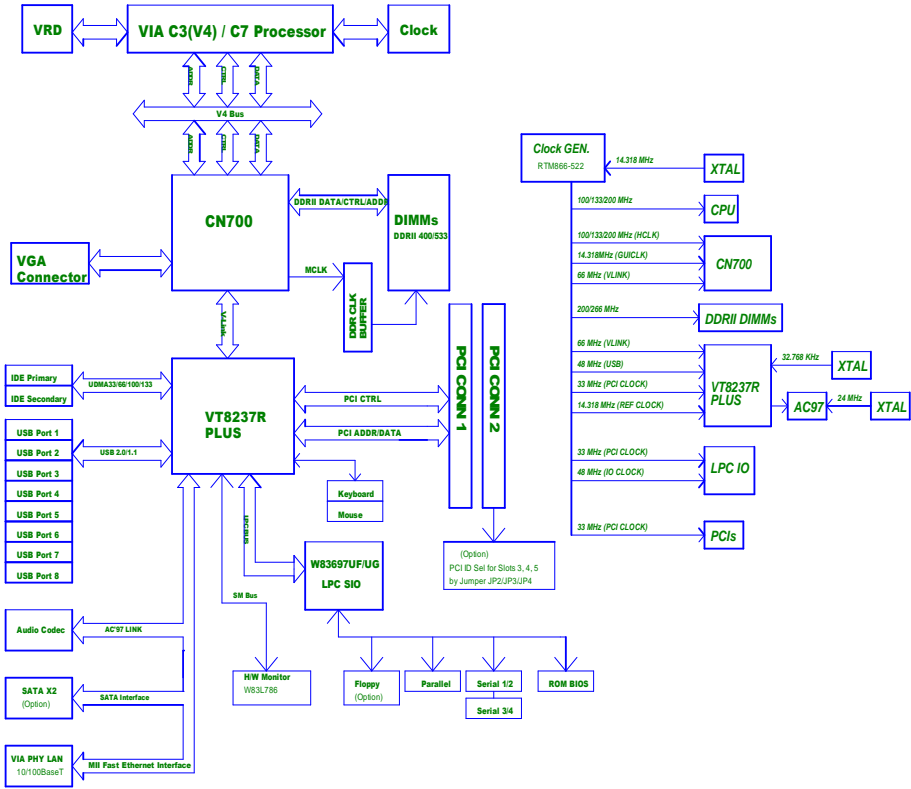 VRD
VIA C3(V4) / C7 Processor
Clock
ADDR
CTRL
DATA
V4 Bus
ADDR
CTRL
DATA
CN700
DDRII DATA/CTRL/ADDR
DIMMs
DDRII 400/533
VGA
Connector
MCLK
DDR CLK
BUFFER
V4 Link
IDE Primary
IDE Secondary
UDMA33/66/100/133
VT8237R
PLUS
PCI CTRL
PCI ADDR/DATA
PCI CONN 1
PCI CONN 2
USB Port 1
USB Port 2
USB Port 3
USB Port 4
USB Port 5
USB Port 6
USB Port 7
USB Port 8
USB 2.0/1.1
Keyboard
Mouse
LPC BUS
W83697UF/UG
LPC SIO
(Option)
PCI ID Sel for Slots 3, 4, 5
by Jumper JP2/JP3/JP4
SM Bus
Audio Codec
AC'97 LINK
SATA X2
(Option)
SATA Interface
VIA PHY LAN
10/100BaseT
MII Fast Ethernet Interface
H/W Monitor
W83L786
Floppy
(Option)
Parallel
Serial 1/2
Serial 3/4
ROM BIOS
Clock GEN.
RTM866-522
14.318 MHz
XTAL
100/133/200 MHz
CPU
100/133/200 MHz (HCLK)
14.318MHz (GUICLK)
66 MHz (VLINK)
CN700
200/266 MHz
DDRII DIMMs
66 MHz (VLINK)
48 MHz (USB)
33 MHz (PCI CLOCK)
14.318 MHz (REF CLOCK)
VT8237R
PLUS
32.768 KHz
XTAL
AC97
24 MHz
XTAL
33 MHz (PCI CLOCK)
48 MHz (IO CLOCK)
LPC IO
33 MHz (PCI CLOCK)
PCIs